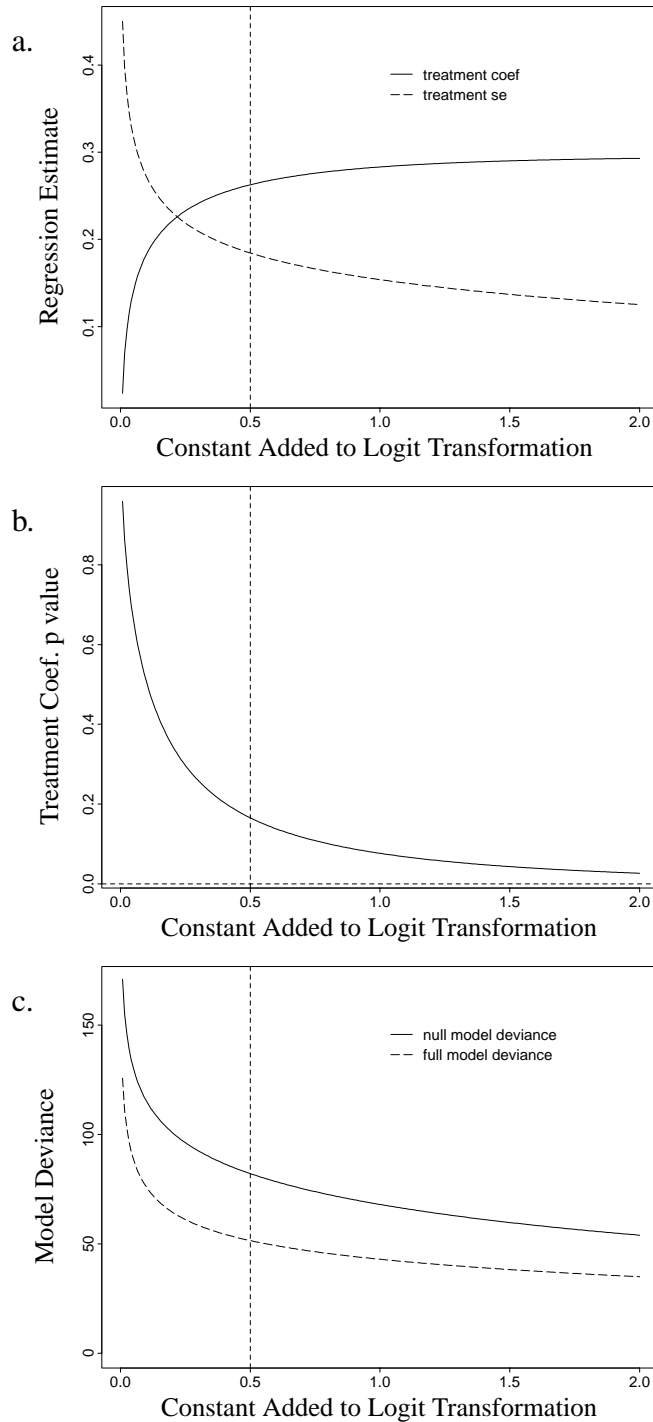 a.
Regression Estimate
0.4
0.3
0.2
0.1
treatment coef
treatment se
0.0 0.5 1.0 1.5 2.0
Constant Added to Logit Transformation
b.
Treatment Coef. p value
0.8
0.6
0.4
0.2
0.0
0.0 0.5 1.0 1.5 2.0
Constant Added to Logit Transformation
c.
Model Deviance
150
100
50
0
null model deviance
full model deviance
0.0 0.5 1.0 1.5 2.0
Constant Added to Logit Transformation